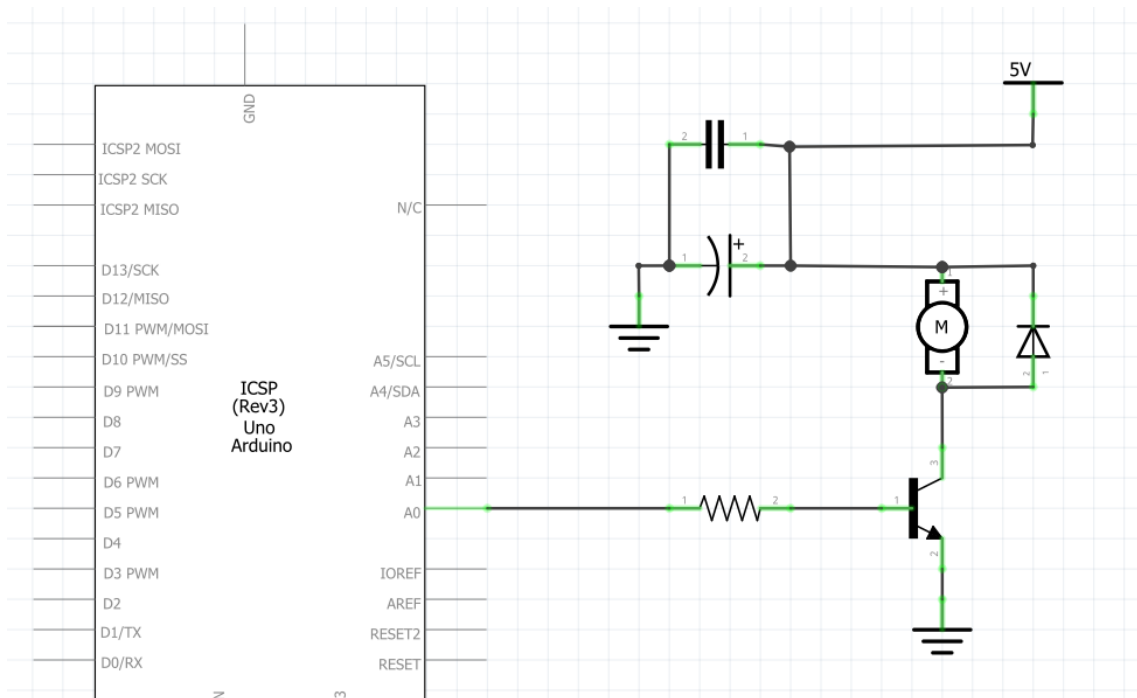 GND
5V
ICSP2 MOSI
ICSP2 SCK
ICSP2 MISO
N/C
D13/SCK
D12/MISO
D11 PWM/MOSI
D10 PWM/SS
A5/SCL
D9 PWM
A4/SDA
D8
A3
D7
A2
D6 PWM
A1
D5 PWM
A0
D4
D3 PWM
IOREF
D2
AREF
D1/TX
RESET2
D0/RX
RESET
N
3
ICSP
(Rev3)
Uno
Arduino
2
1
1
+
2
1
+
M
-
2
2
1
3
1
2
1
2